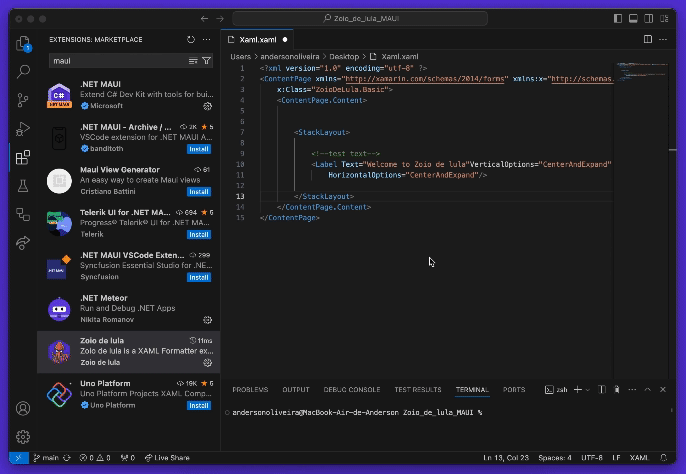 Zoio_de_lula_MAUI
EXTENSIONS: MARKETPLACE
maui
.NET MAUI
Extend C# Dev Kit with tools for bui...
Microsoft
.NET MAUI - Archive / ... 2K 5
VSCode extension for .NET MAUI A...
banditoth Install
Maui View Generator 61
An easy way to create Maui views
Cristiano Battini Install
Telerik UI for .NET MA... 694 5
Progress® Telerik® UI for .NET MA...
Telerik Install
.NET MAUI VSCode Exten... 299
Syncfusion Essential Studio for .NE...
Syncfusion Install
.NET Meteor
Run and Debug .NET Apps
Nikita Romanov
Zoio de lula 11ms
Zoio de lula is a XAML Formatter ex...
Zoio de lula
Uno Platform 19K 5
Uno Platform Projects XAML Comp...
Uno Platform Install
Xaml.xaml
Users > andersonoliveira > Desktop > Xaml.xaml
1 <?xml version="1.0" encoding="utf-8" ?>
2 <ContentPage xmlns="http://xamarin.com/schemas/2014/forms" xmlns:x="http://schemas.
3 x:Class="ZoioDeLula.Basic">
4 <ContentPage.Content>
5
6
7 <StackLayout>
8
9 <!--test text-->
10 <Label Text="Welcome to Zoio de lula"VerticalOptions="CenterAndExpand"
11 HorizontalOptions="CenterAndExpand"/>
12
13 </StackLayout>
14 </ContentPage.Content>
15 </ContentPage>
PROBLEMS OUTPUT DEBUG CONSOLE TEST RESULTS TERMINAL PORTS zsh
andersonoliveira@MacBook-Air-de-Anderson Zoio_de_lula_MAUI %
main 0 0 0 Live Share Ln 13, Col 23 Spaces: 4 UTF-8 LF XAML